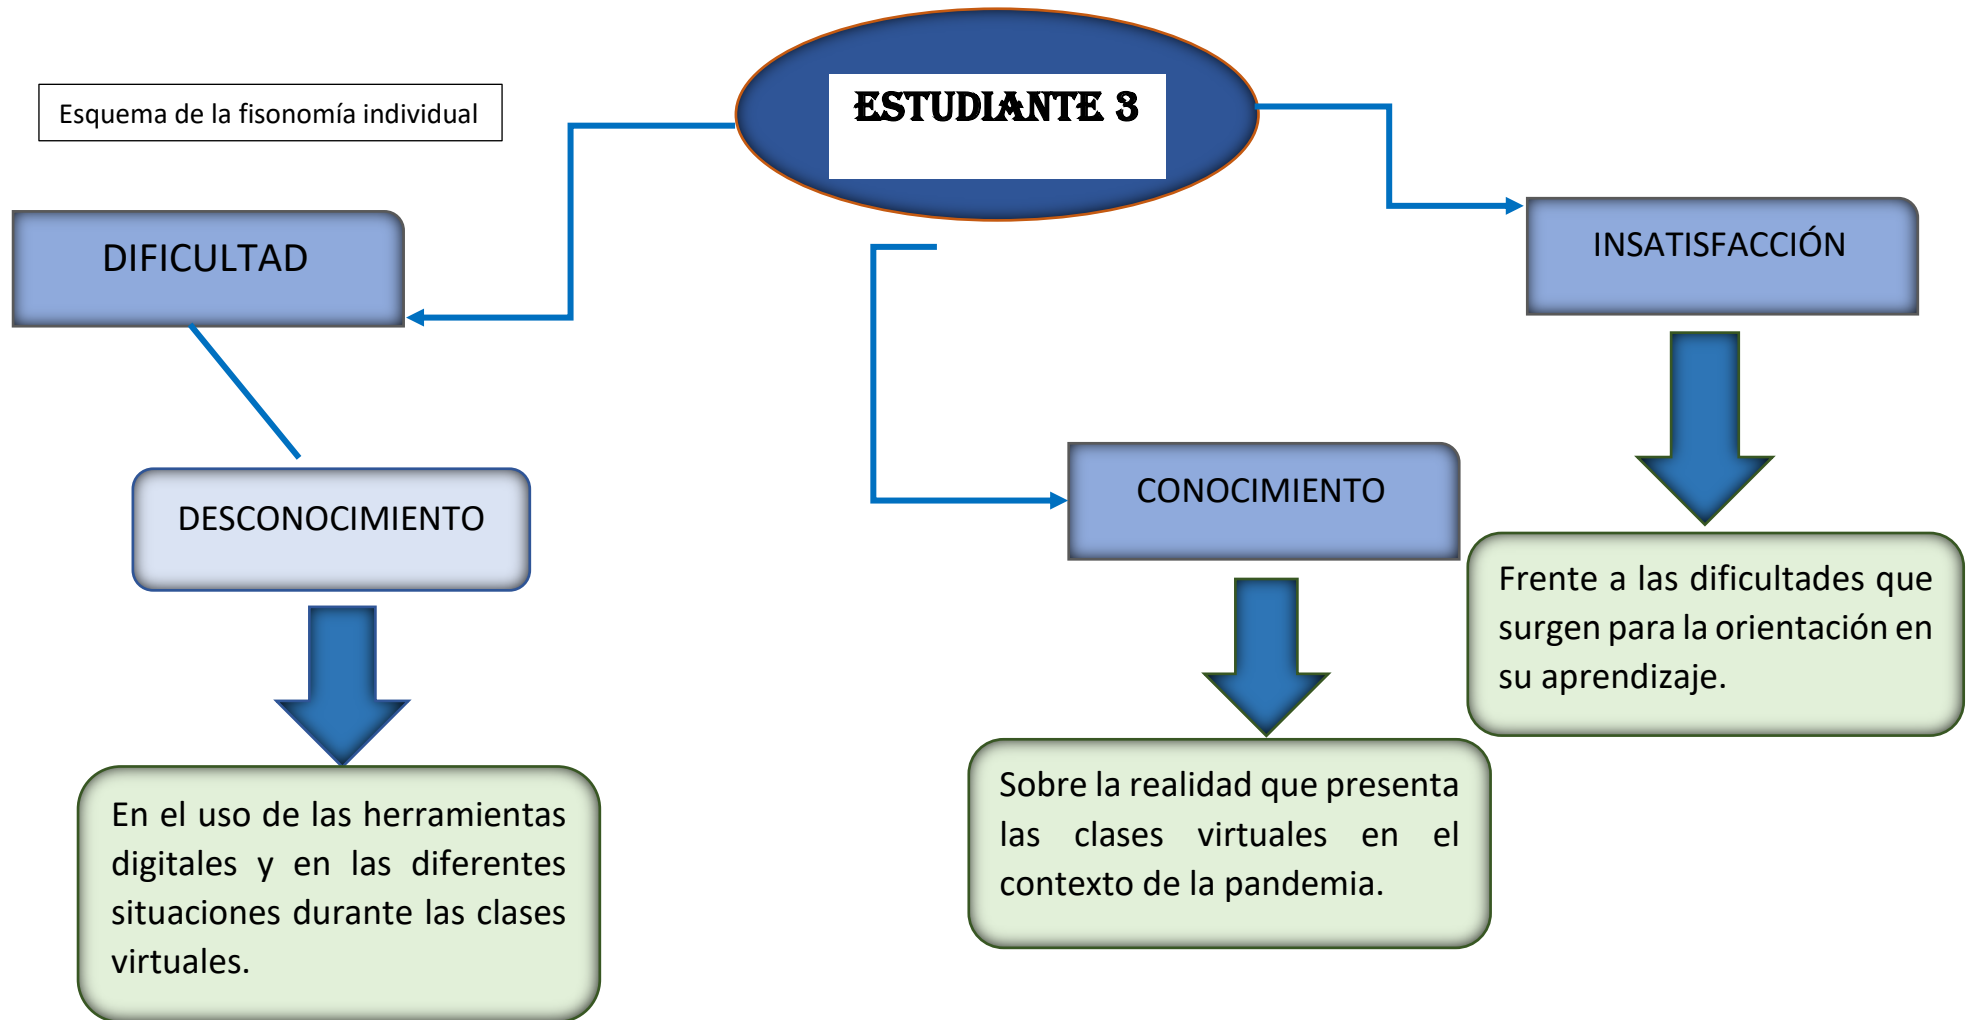 ESTUDIANTE 3
Esquema de la fisonomía individual
DIFICULTAD
INSATISFACCIÓN
DESCONOCIMIENTO
CONOCIMIENTO
Frente a las dificultades que
surgen para la orientación en
su aprendizaje.
Sobre la realidad que presenta
las clases virtuales en el
contexto de la pandemia.
En el uso de las herramientas
digitales y en las diferentes
situaciones durante las clases
virtuales.